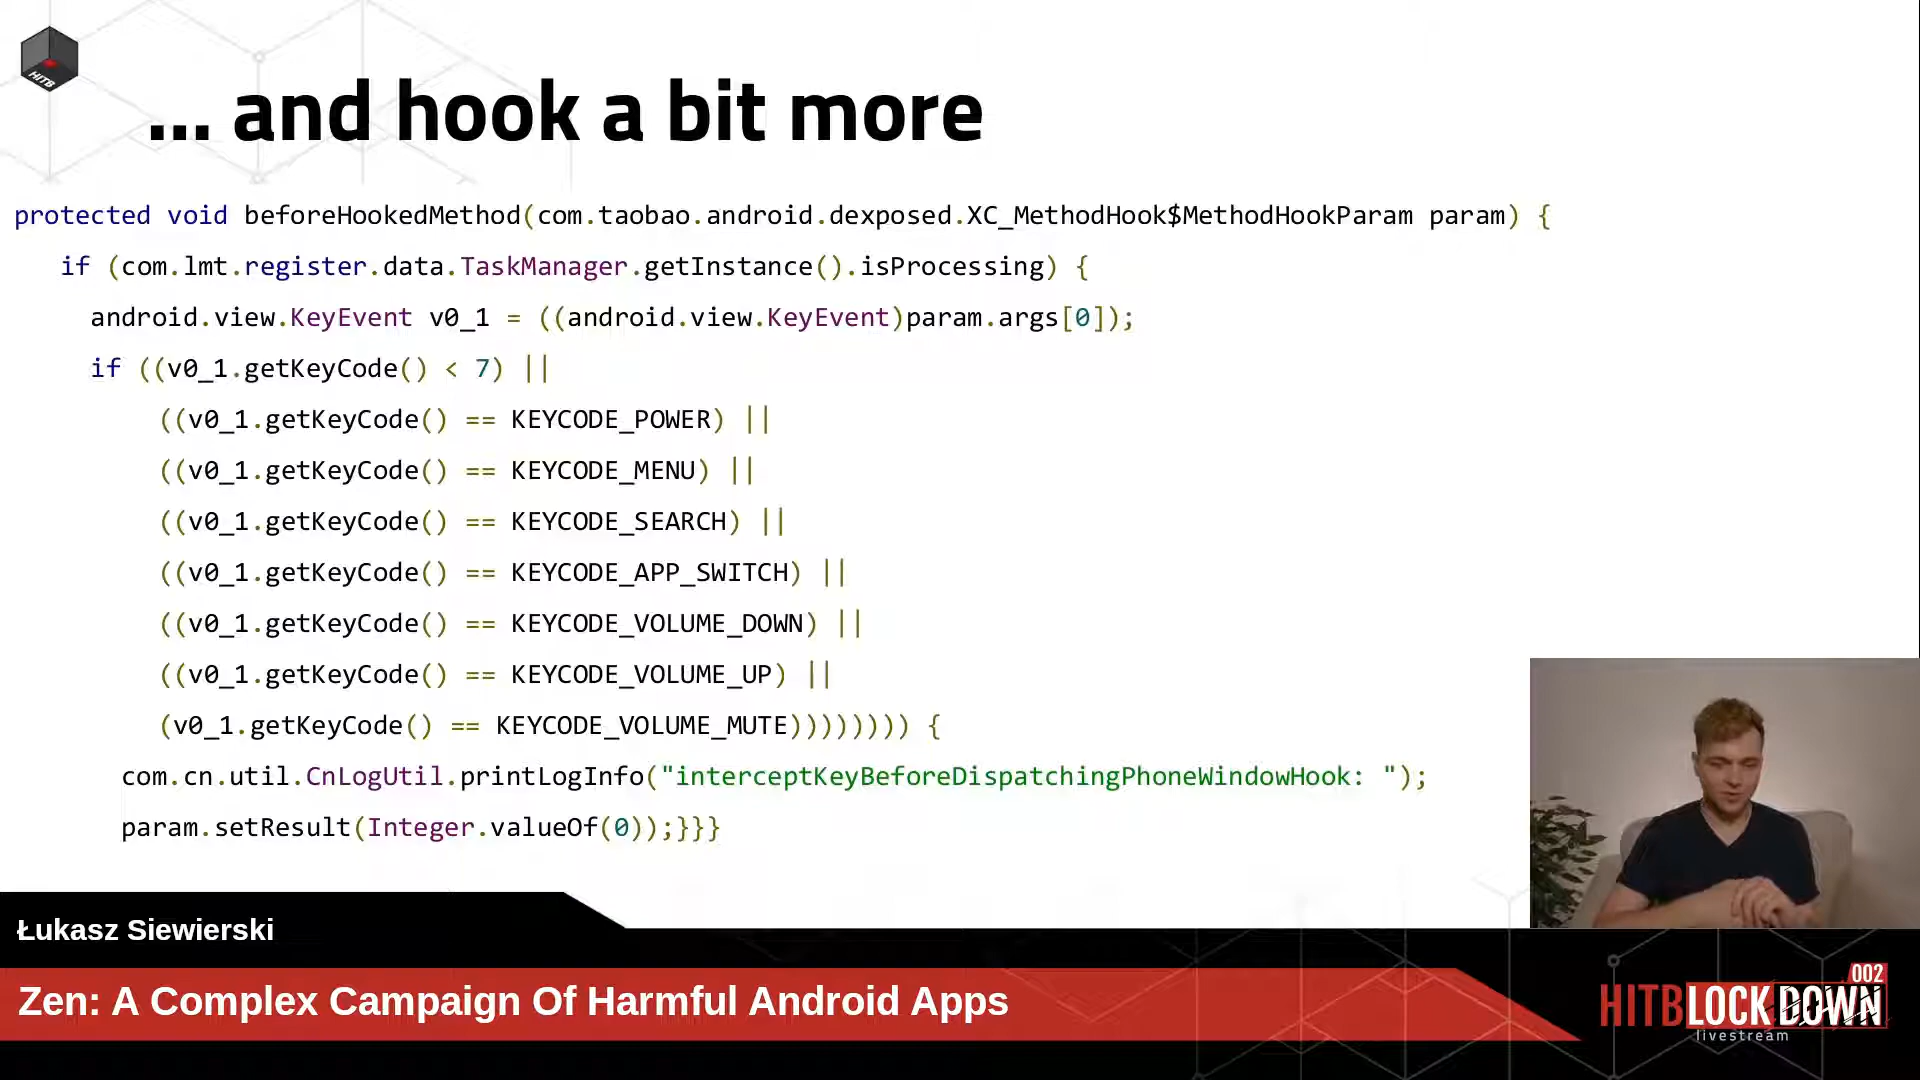 HITB
... and hook a bit more
protected void beforeHookedMethod(com.taobao.android.dexposed.XC_MethodHook$MethodHookParam param) {
if (com.lmt.register.data.TaskManager.getInstance().isProcessing) {
android.view.KeyEvent v0_1 = ((android.view.KeyEvent)param.args[0]);
if ((v0_1.getKeyCode() < 7) ||
((v0_1.getKeyCode() == KEYCODE_POWER) ||
((v0_1.getKeyCode() == KEYCODE_MENU) ||
((v0_1.getKeyCode() == KEYCODE_SEARCH) ||
((v0_1.getKeyCode() == KEYCODE_APP_SWITCH) ||
((v0_1.getKeyCode() == KEYCODE_VOLUME_DOWN) ||
((v0_1.getKeyCode() == KEYCODE_VOLUME_UP) ||
(v0_1.getKeyCode() == KEYCODE_VOLUME_MUTE)))))))) {
com.cn.util.CnLogUtil.printLogInfo("interceptKeyBeforeDispatchingPhoneWindowHook: ");
param.setResult(Integer.valueOf(0));}}}
Łukasz Siewierski
Zen: A Complex Campaign Of Harmful Android Apps
002
HITBLOCKDOWN
livestream